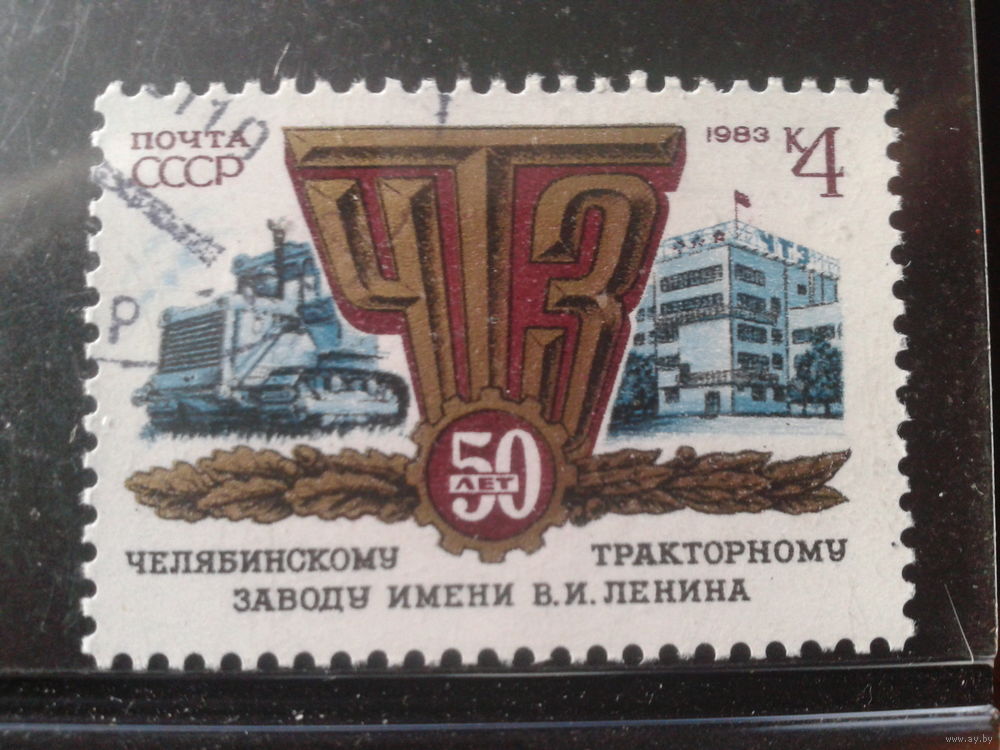 ПОЧТА
СССР
1983 К4
ЧТЗ
ЧТЗ
50
ЛЕТ
ЧЕЛЯБИНСКОМУ ТРАКТОРНОМУ
ЗАВОДУ ИМЕНИ В.И. ЛЕНИНА
www.ay.by